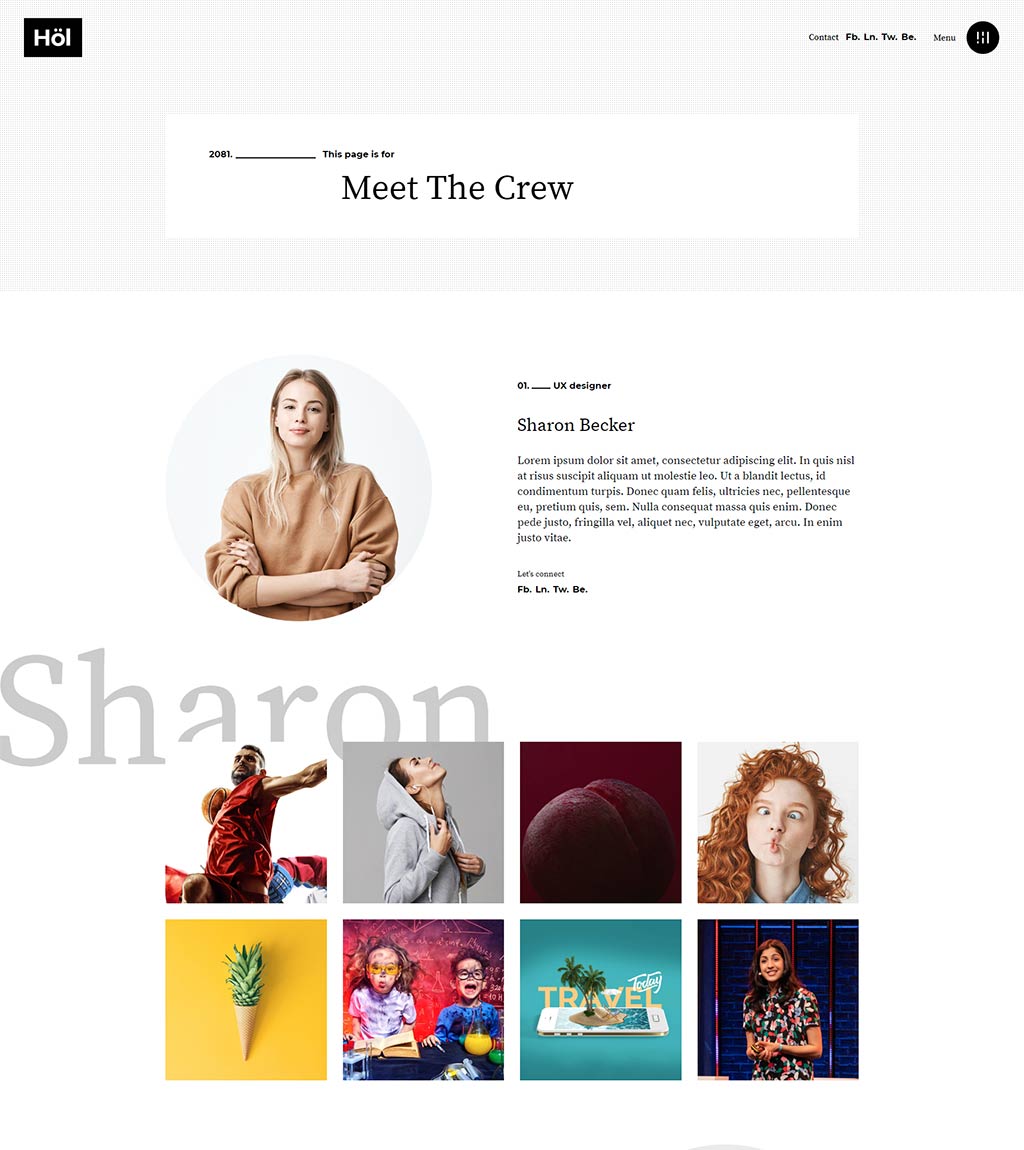 Höl
Contact Fb. Ln. Tw. Be. Menu
2081. This page is for
Meet The Crew
01. UX designer
Sharon Becker
Lorem ipsum dolor sit amet, consectetur adipiscing elit. In quis nisl
at risus suscipit aliquam ut molestie leo. Ut a blandit lectus, id
condimentum turpis. Donec quam felis, ultricies nec, pellentesque
eu, pretium quis, sem. Nulla consequat massa quis enim. Donec
pede justo, fringilla vel, aliquet nec, vulputate eget, arcu. In enim
justo vitae.
Let's connect
Fb. Ln. Tw. Be.
Sharon
Today
TRAVEL